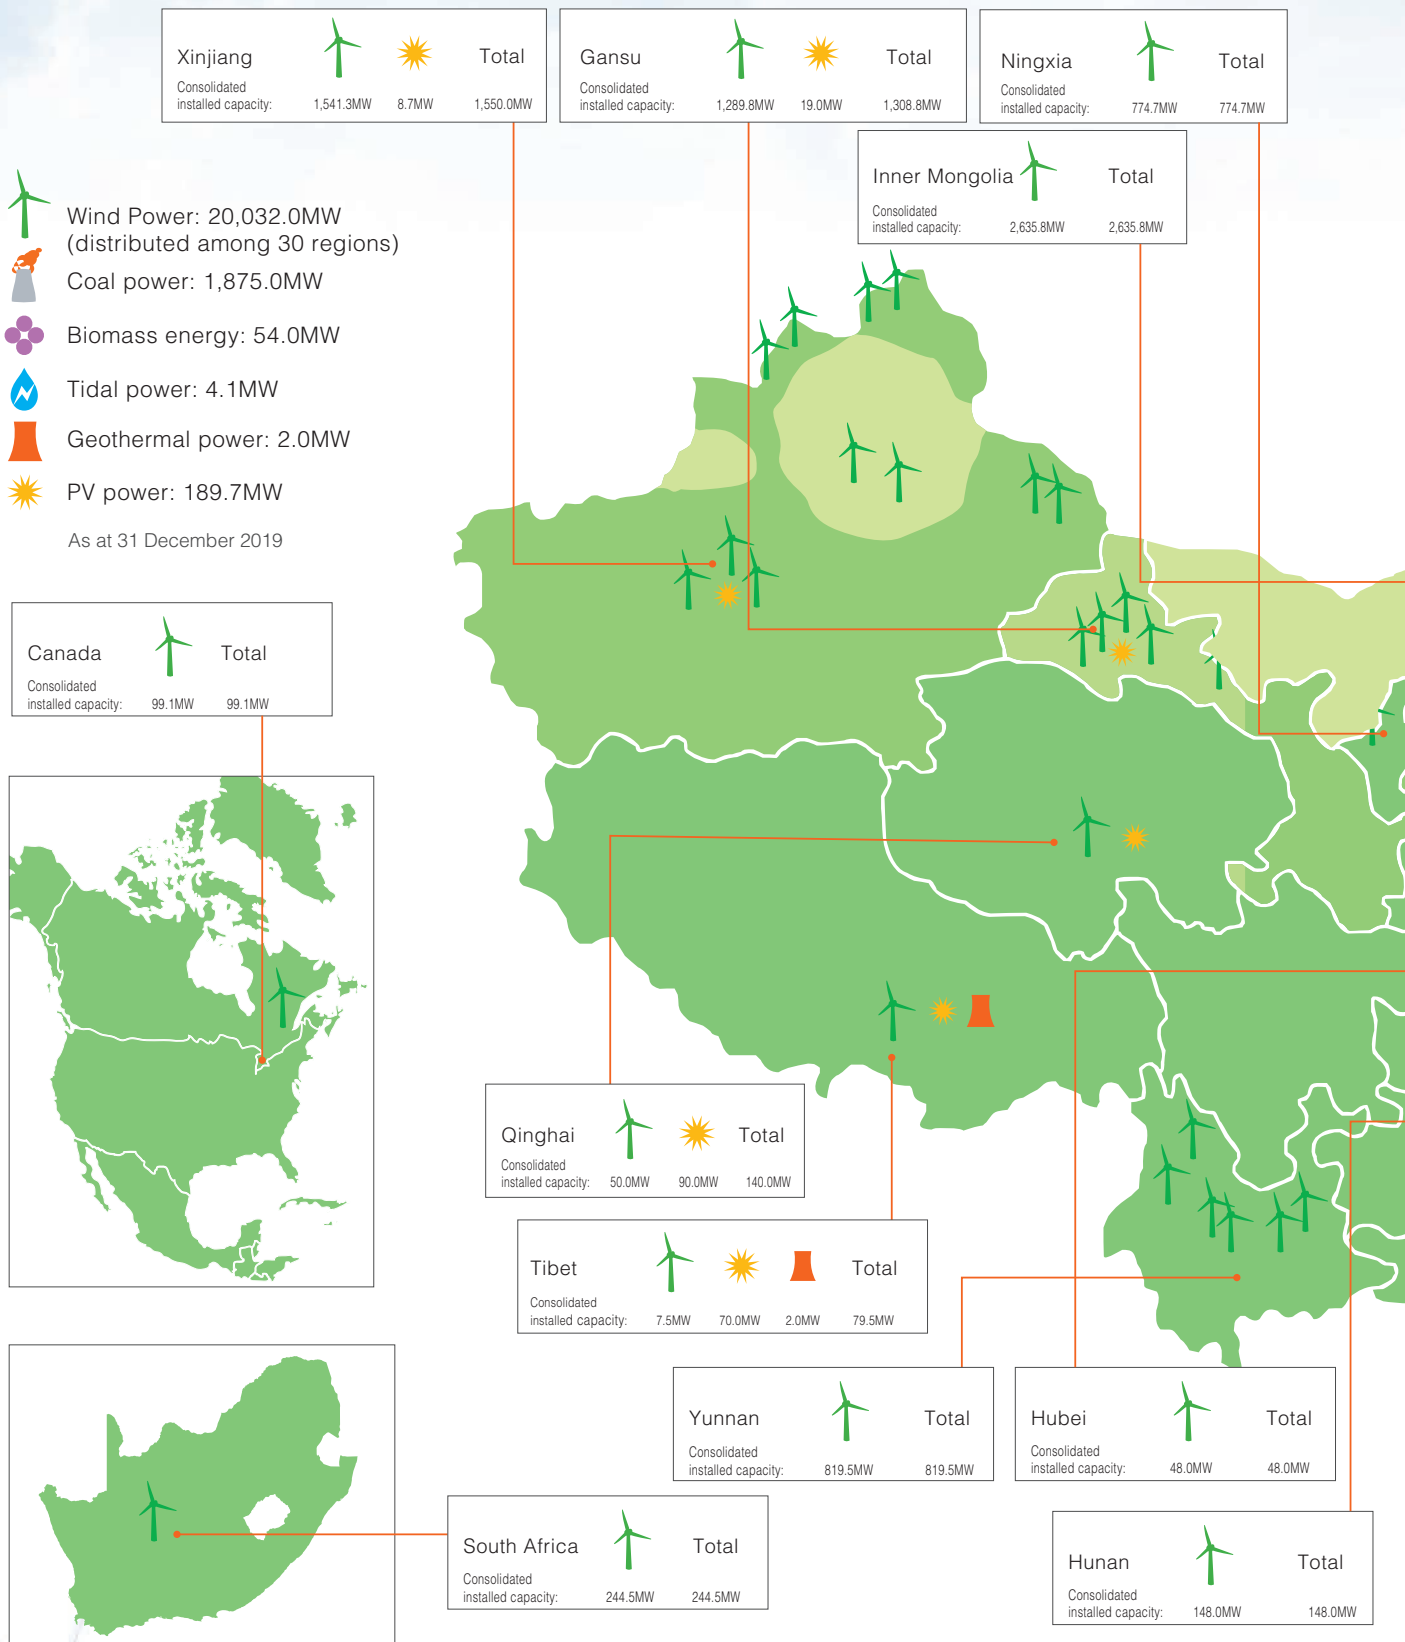 Xinjiang Total
Consolidated
installed capacity: 1,541.3MW 8.7MW 1,550.0MW
Gansu Total
Consolidated
installed capacity: 1,289.8MW 19.0MW 1,308.8MW
Ningxia Total
Consolidated
installed capacity: 774.7MW 774.7MW
Inner Mongolia Total
Consolidated
installed capacity: 2,635.8MW 2,635.8MW
Wind Power: 20,032.0MW
(distributed among 30 regions)
Coal power: 1,875.0MW
Biomass energy: 54.0MW
Tidal power: 4.1MW
Geothermal power: 2.0MW
PV power: 189.7MW
As at 31 December 2019
Canada Total
Consolidated
installed capacity: 99.1MW 99.1MW
Qinghai Total
Consolidated
installed capacity: 50.0MW 90.0MW 140.0MW
Tibet Total
Consolidated
installed capacity: 7.5MW 70.0MW 2.0MW 79.5MW
Yunnan Total
Consolidated
installed capacity: 819.5MW 819.5MW
Hubei Total
Consolidated
installed capacity: 48.0MW 48.0MW
South Africa Total
Consolidated
installed capacity: 244.5MW 244.5MW
Hunan Total
Consolidated
installed capacity: 148.0MW 148.0MW